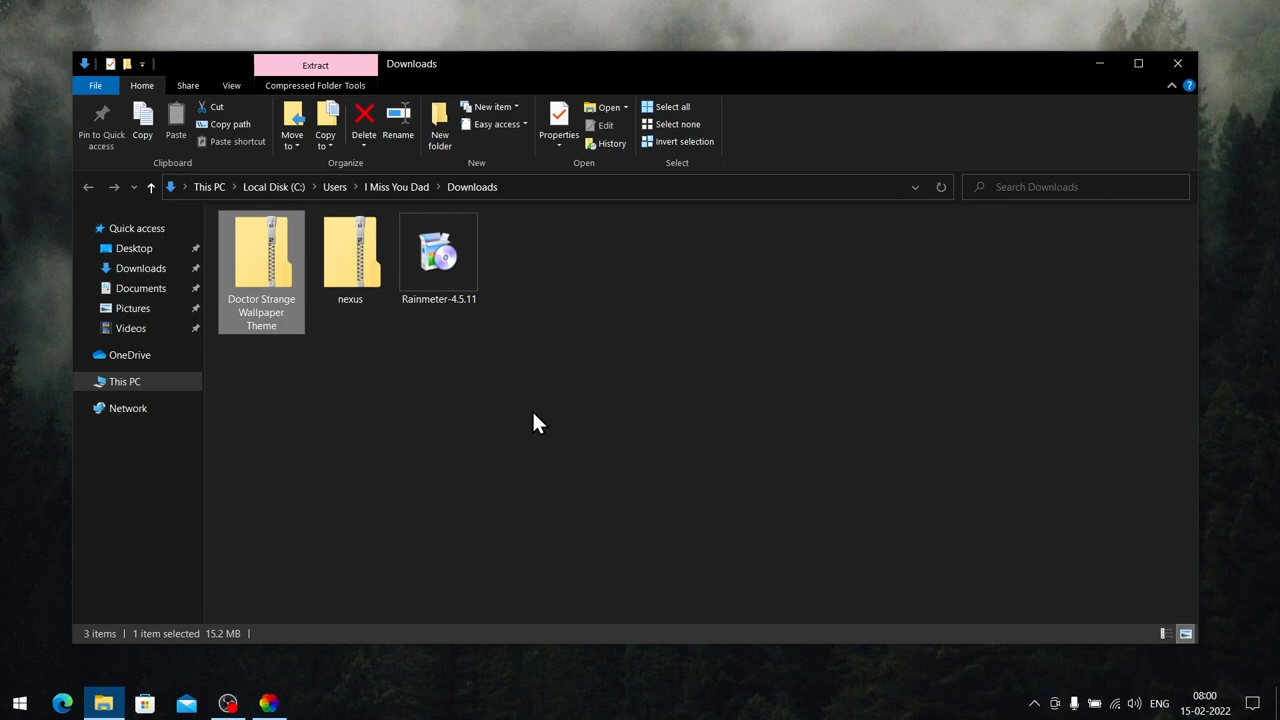 Extract
Downloads
File
Home
Share
View
Compressed Folder Tools
Pin to Quick
access
Copy
Paste
Cut
Copy path
Paste shortcut
Clipboard
Move
to
Copy
to
Delete
Rename
Organize
New
folder
New item
Easy access
New
Properties
Open
Edit
History
Open
Select all
Select none
Invert selection
Select
This PC
Local Disk (C:)
Users
I Miss You Dad
Downloads
Search Downloads
Quick access
Desktop
Downloads
Documents
Pictures
Videos
OneDrive
This PC
Network
Doctor Strange
Wallpaper
Theme
nexus
Rainmeter-4.5.11
3 items
1 item selected 15.2 MB
ENG
08:00
15-02-2022